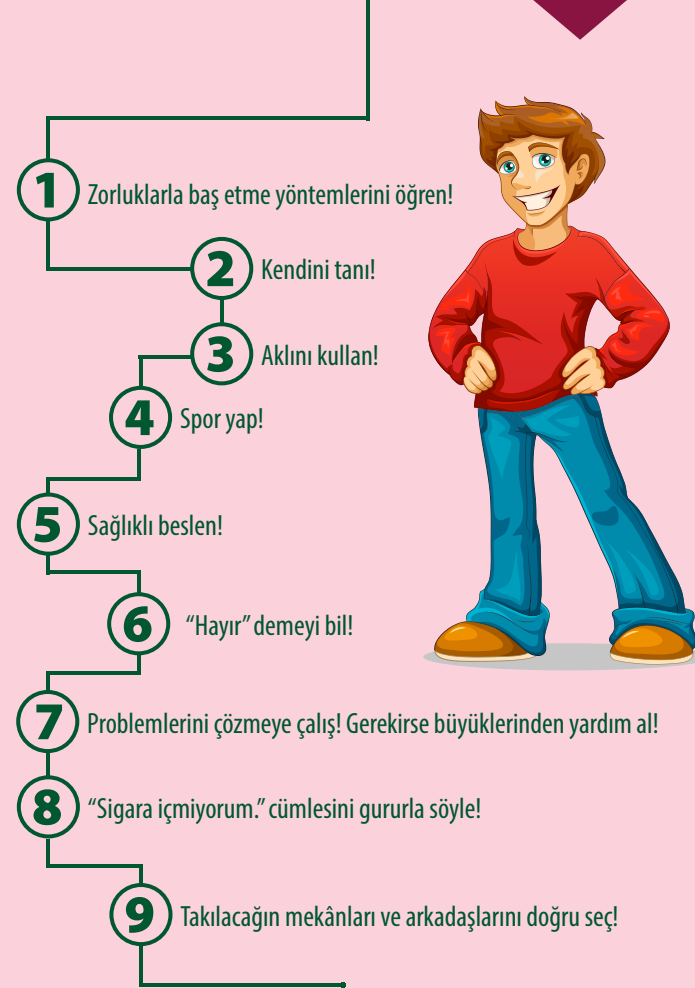 1 Zorluklarla baş etme yöntemlerini öğren!
2 Kendini tanı!
3 Aklını kullan!
4 Spor yap!
5 Sağlıklı beslen!
6 “Hayır” demeyi bil!
7 Problemlerini çözmeye çalış! Gerekirse büyüklerinden yardım al!
8 “Sigara içmiyorum.” cümlesini gururla söyle!
9 Takılacağın mekânları ve arkadaşlarını doğru seç!